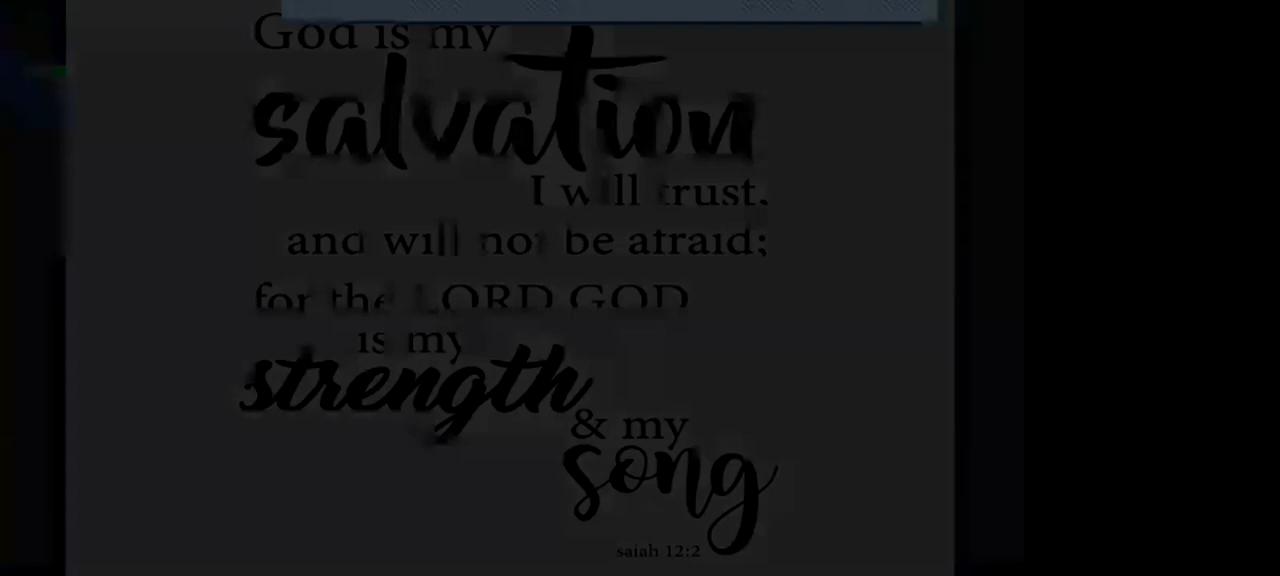 God is my
salvation
I will trust,
and will not be afraid;
for the LORD GOD
is my
strength
& my
song
saiah 12:2